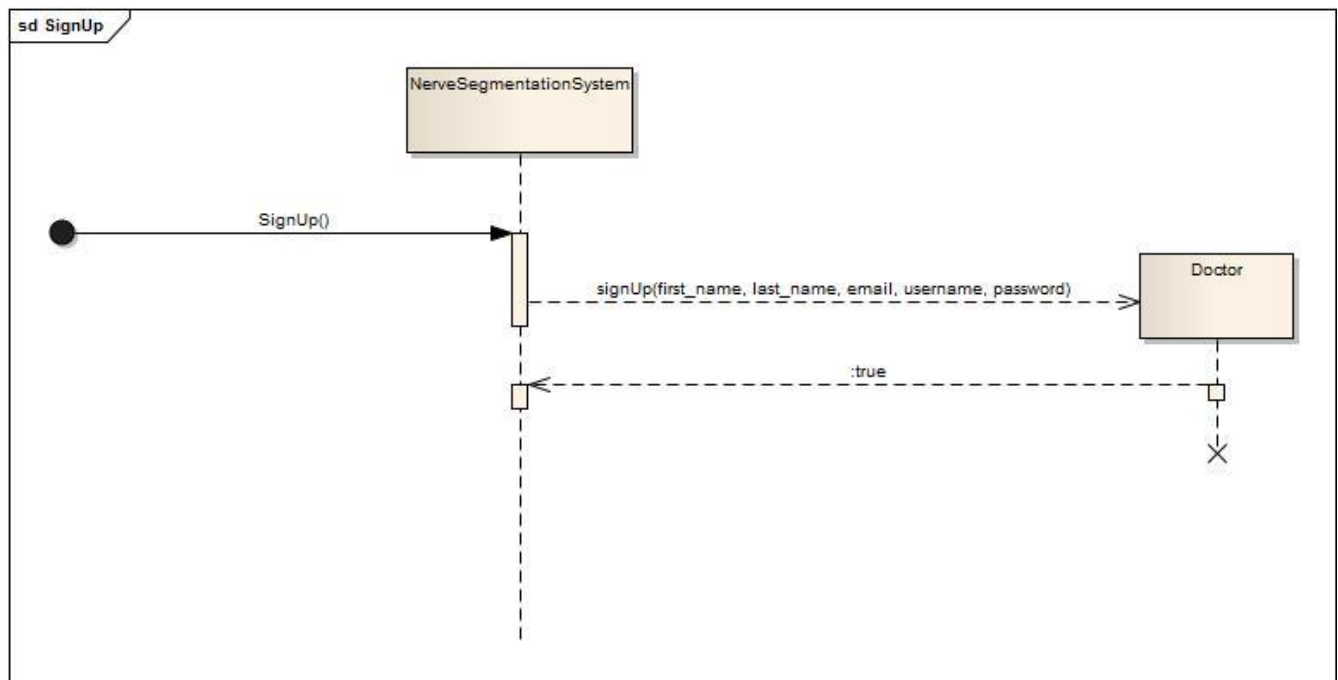 sd SignUp
NerveSegmentationSystem
SignUp()
Doctor
signUp(first_name, last_name, email, username, password)
:true